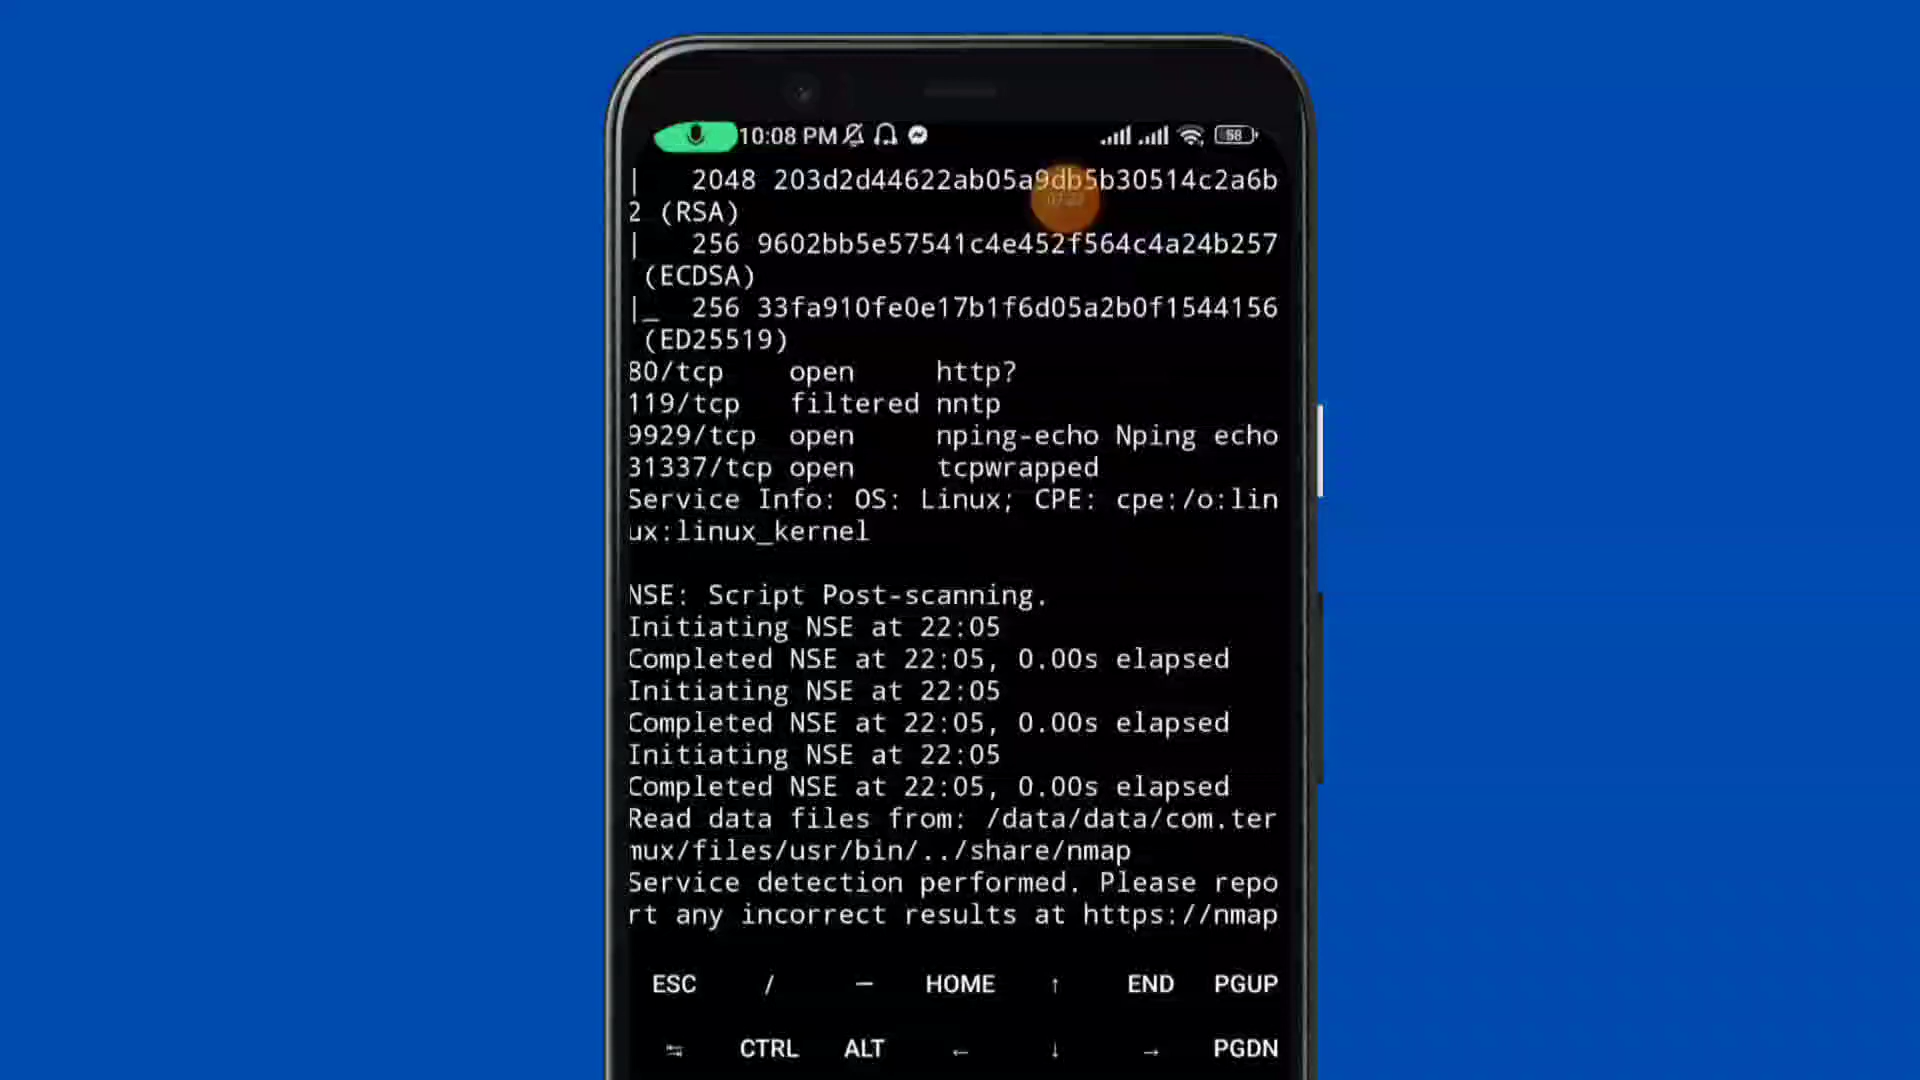 10:08 PM 58
| 2048 203d2d44622ab05a9db5b30514c2a6b
2 (RSA)
| 256 9602bb5e57541c4e452f564c4a24b257
(ECDSA)
|_ 256 33fa910fe0e17b1f6d05a2b0f1544156
(ED25519)
80/tcp open http?
119/tcp filtered nntp
9929/tcp open nping-echo Nping echo
31337/tcp open tcpwrapped
Service Info: OS: Linux; CPE: cpe:/o:lin
ux:linux_kernel
NSE: Script Post-scanning.
Initiating NSE at 22:05
Completed NSE at 22:05, 0.00s elapsed
Initiating NSE at 22:05
Completed NSE at 22:05, 0.00s elapsed
Initiating NSE at 22:05
Completed NSE at 22:05, 0.00s elapsed
Read data files from: /data/data/com.ter
mux/files/usr/bin/../share/nmap
Service detection performed. Please repo
rt any incorrect results at https://nmap
ESC / — HOME ↑ END PGUP
↹ CTRL ALT ← ↓ → PGDN